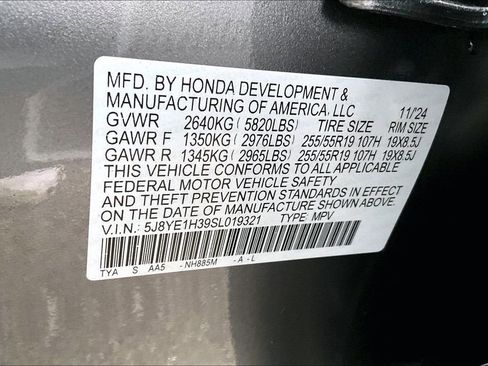 MFD. BY HONDA DEVELOPMENT &
MANUFACTURING OF AMERICA, LLC 11/'24
GVWR 2640KG ( 5820LBS) TIRE SIZE RIM SIZE
GAWR F 1350KG ( 2976LBS) 255/55R19 107H 19X8.5J
GAWR R 1345KG ( 2965LBS) 255/55R19 107H 19X8.5J
THIS VEHICLE CONFORMS TO ALL APPLICABLE
FEDERAL MOTOR VEHICLE SAFETY
AND THEFT PREVENTION STANDARDS IN EFFECT
ON THE DATE OF MANUFACTURE SHOWN ABOVE.
V.I.N.: 5J8YE1H39SL019321 TYPE: MPV
TYA S AA5 - NH885M - A - L